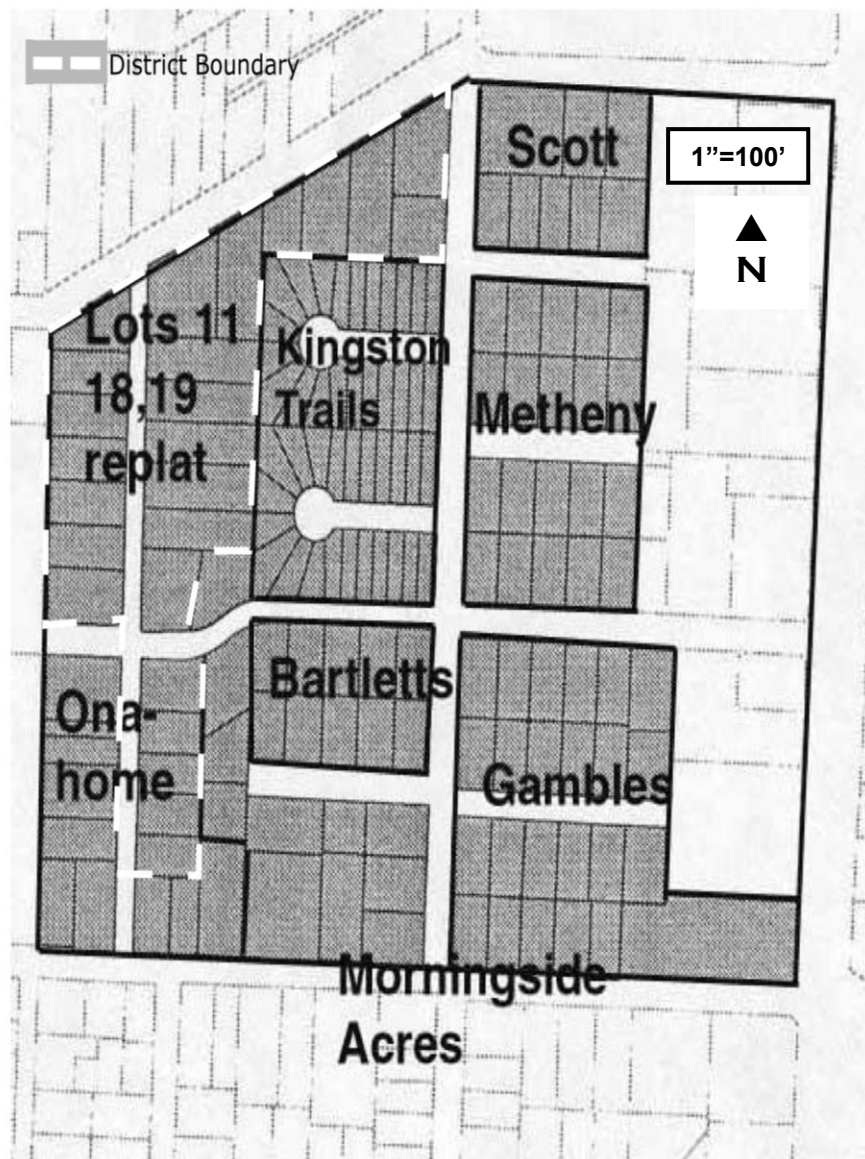 District Boundary
Scott
1”=100’
N
Lots 11
18,19
replat
Kingston
Trails
Metheny
Bartletts
Ona-
home
Gambles
Morningside
Acres